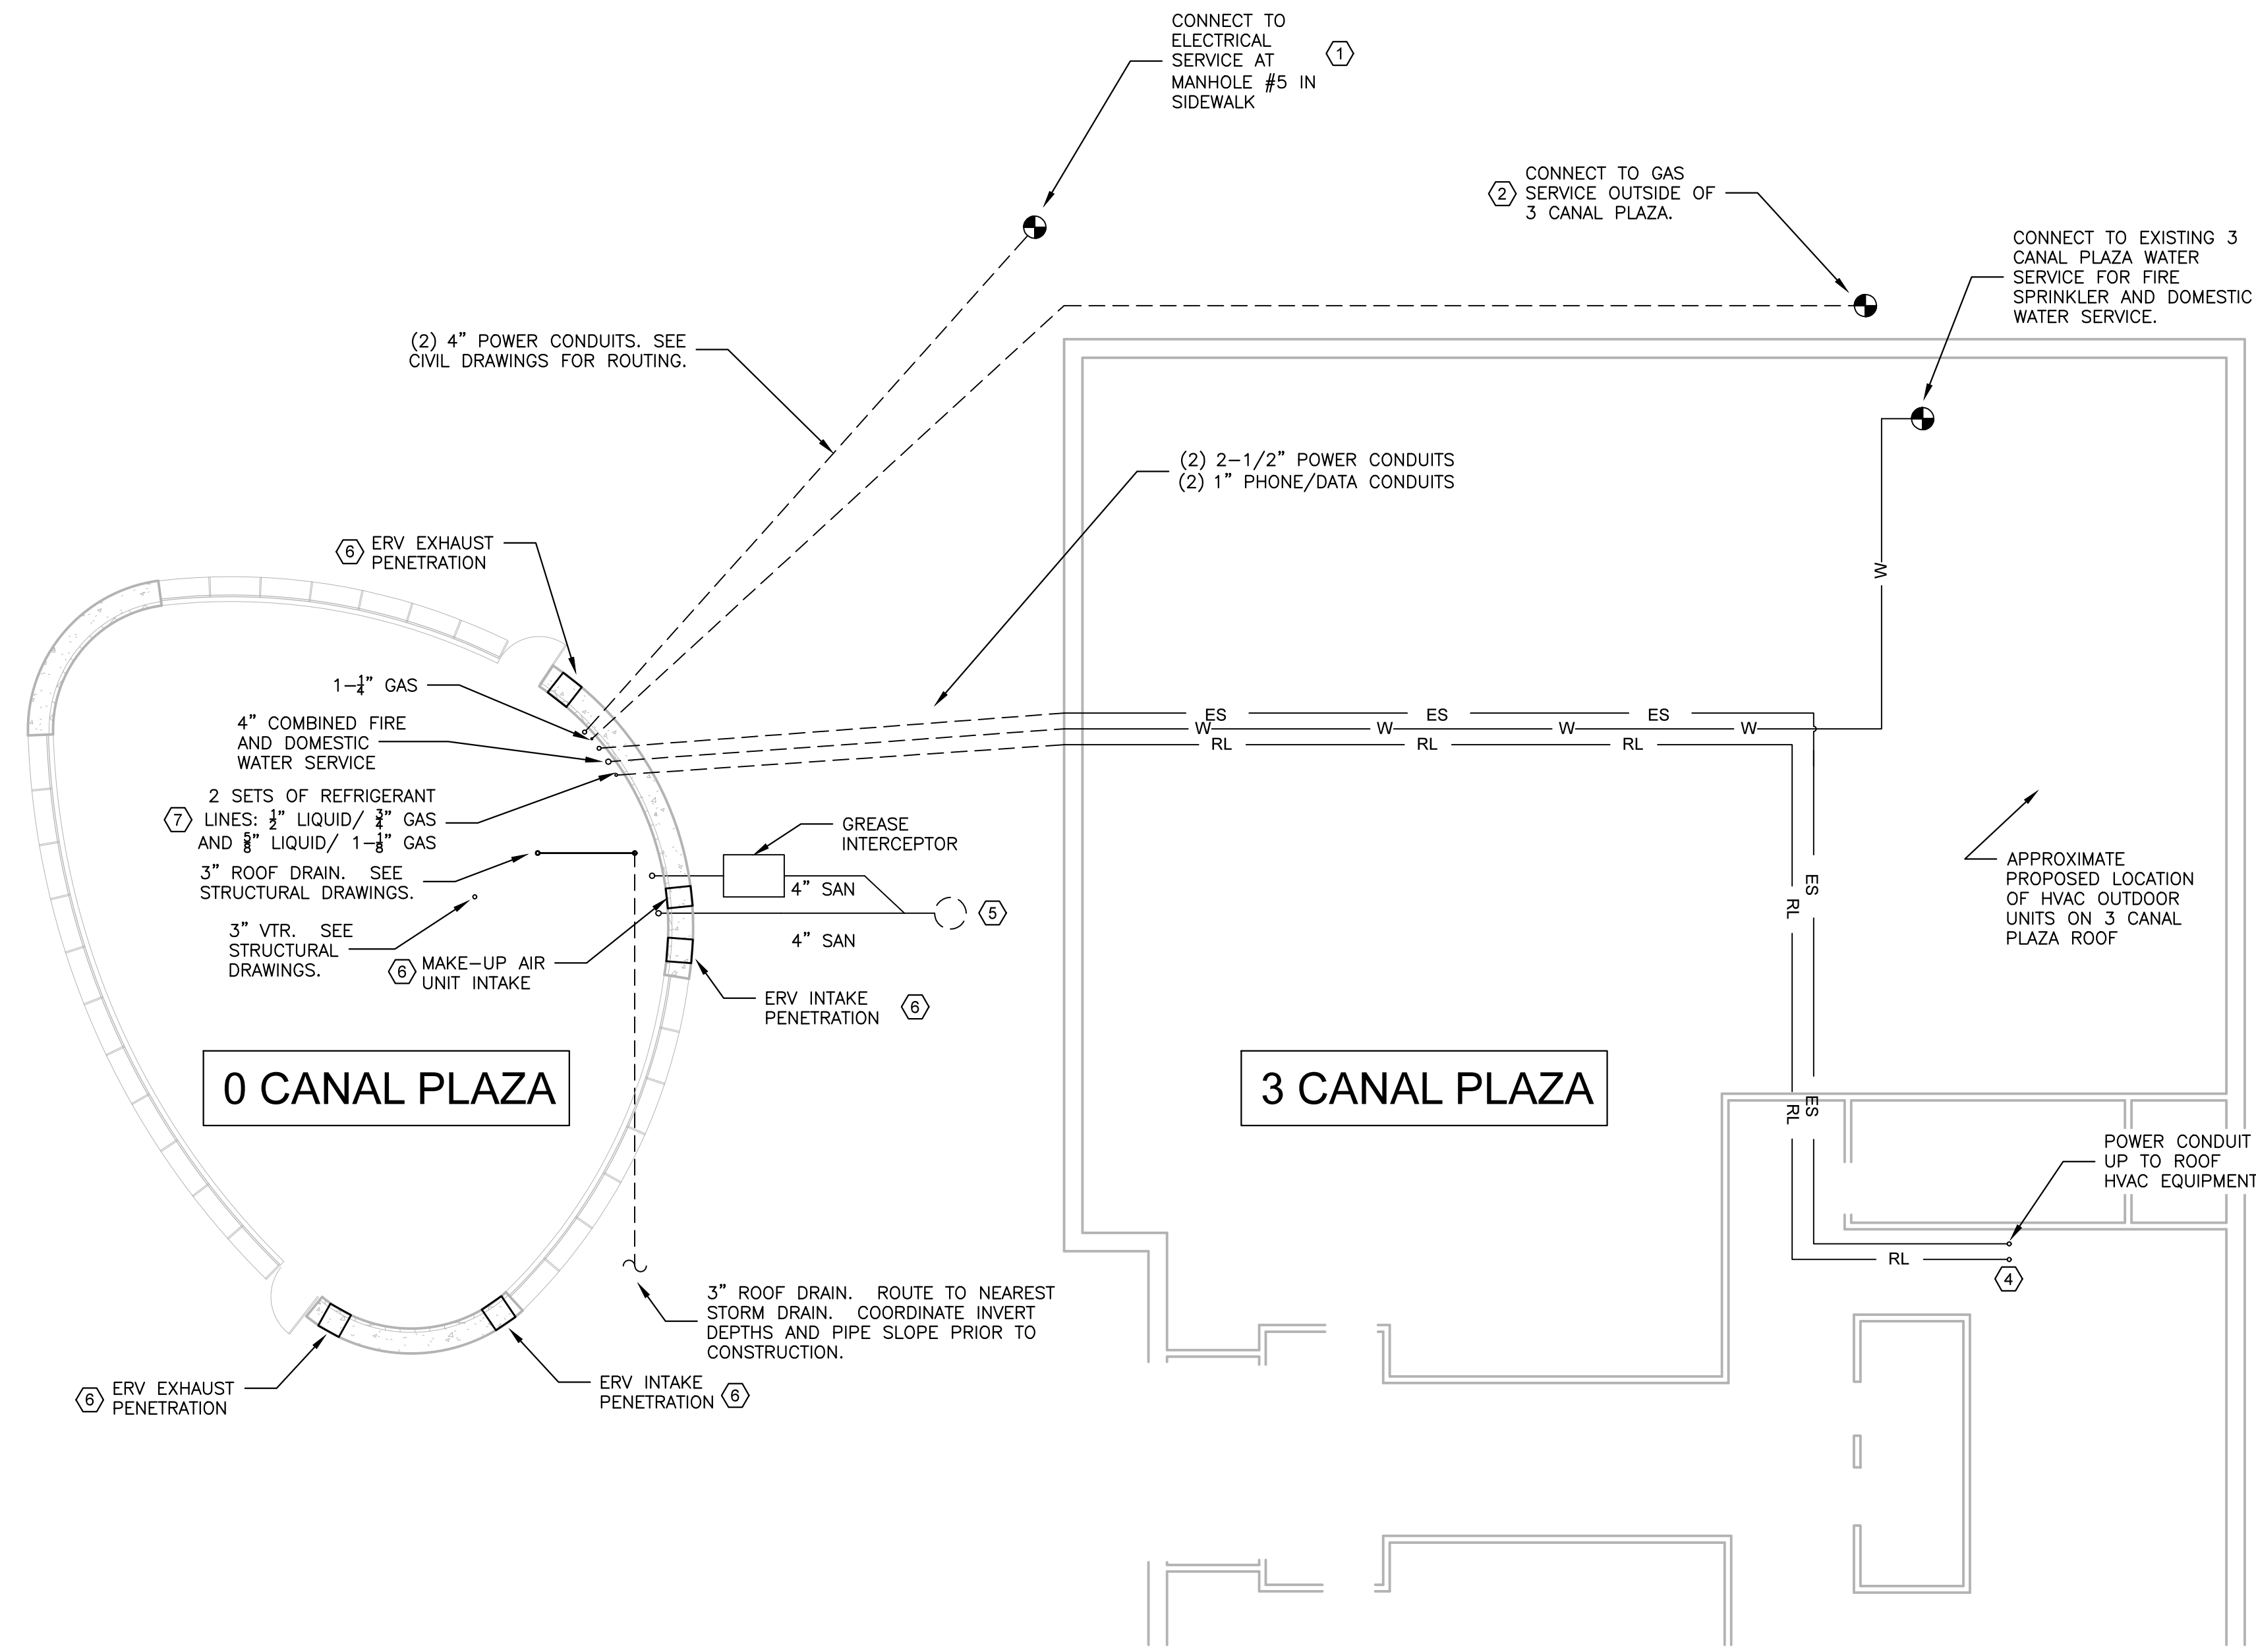 CONNECT TO
ELECTRICAL
SERVICE AT
MANHOLE #5 IN
SIDEWALK
1
CONNECT TO GAS
SERVICE OUTSIDE OF
3 CANAL PLAZA.
2
CONNECT TO EXISTING 3
CANAL PLAZA WATER
SERVICE FOR FIRE
SPRINKLER AND DOMESTIC
WATER SERVICE.
(2) 4" POWER CONDUITS. SEE
CIVIL DRAWINGS FOR ROUTING.
(2) 2-1/2" POWER CONDUITS
(2) 1" PHONE/DATA CONDUITS
6
ERV EXHAUST
PENETRATION
W
1-1/4" GAS
4" COMBINED FIRE
AND DOMESTIC
WATER SERVICE
ES ES ES
W W W W
RL RL RL
2 SETS OF REFRIGERANT
7
LINES: 1/2" LIQUID/ 3/4" GAS
AND 5/8" LIQUID/ 1-1/8" GAS
GREASE
INTERCEPTOR
3" ROOF DRAIN. SEE
STRUCTURAL DRAWINGS.
4" SAN
5
4" SAN
3" VTR. SEE
STRUCTURAL
DRAWINGS.
6
MAKE-UP AIR
UNIT INTAKE
ERV INTAKE
PENETRATION
6
ES
RL
APPROXIMATE
PROPOSED LOCATION
OF HVAC OUTDOOR
UNITS ON 3 CANAL
PLAZA ROOF
0 CANAL PLAZA
3 CANAL PLAZA
ES
RL
POWER CONDUIT
UP TO ROOF
HVAC EQUIPMENT
RL
4
3" ROOF DRAIN. ROUTE TO NEAREST
STORM DRAIN. COORDINATE INVERT
DEPTHS AND PIPE SLOPE PRIOR TO
CONSTRUCTION.
6
ERV EXHAUST
PENETRATION
ERV INTAKE
PENETRATION
6